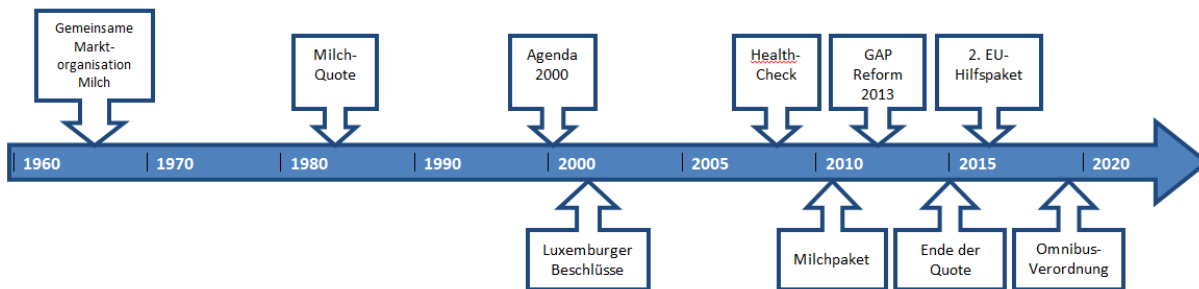 Gemeinsame
Markt-
organisation
Milch
Milch-
Quote
Agenda
2000
Health-
Check
GAP
Reform
2013
2. EU-
Hilfspaket
1960
1970
1980
1990
2000
2005
2010
2015
2020
Luxemburger
Beschlüsse
Milchpaket
Ende der
Quote
Omnibus-
Verordnung